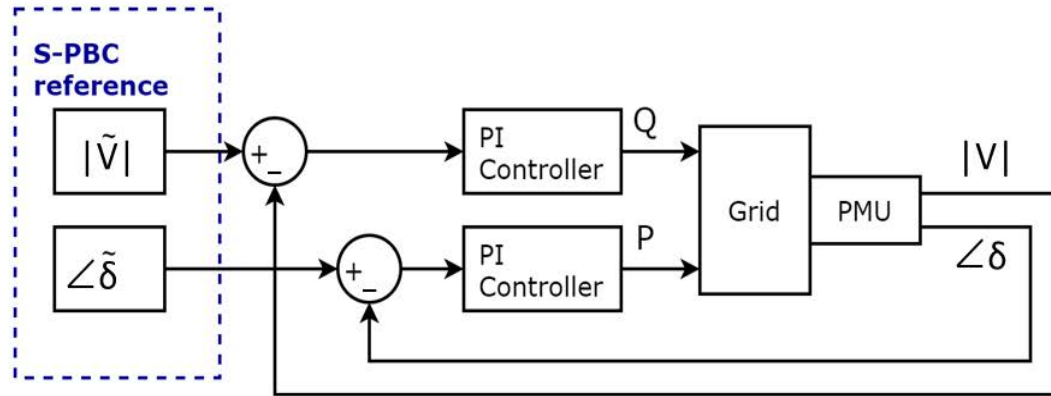 S-PBC
reference
|Ṽ|
+
−
PI
Controller
Q
Grid
PMU
|V|
∠δ̃
+
−
PI
Controller
P
∠δ